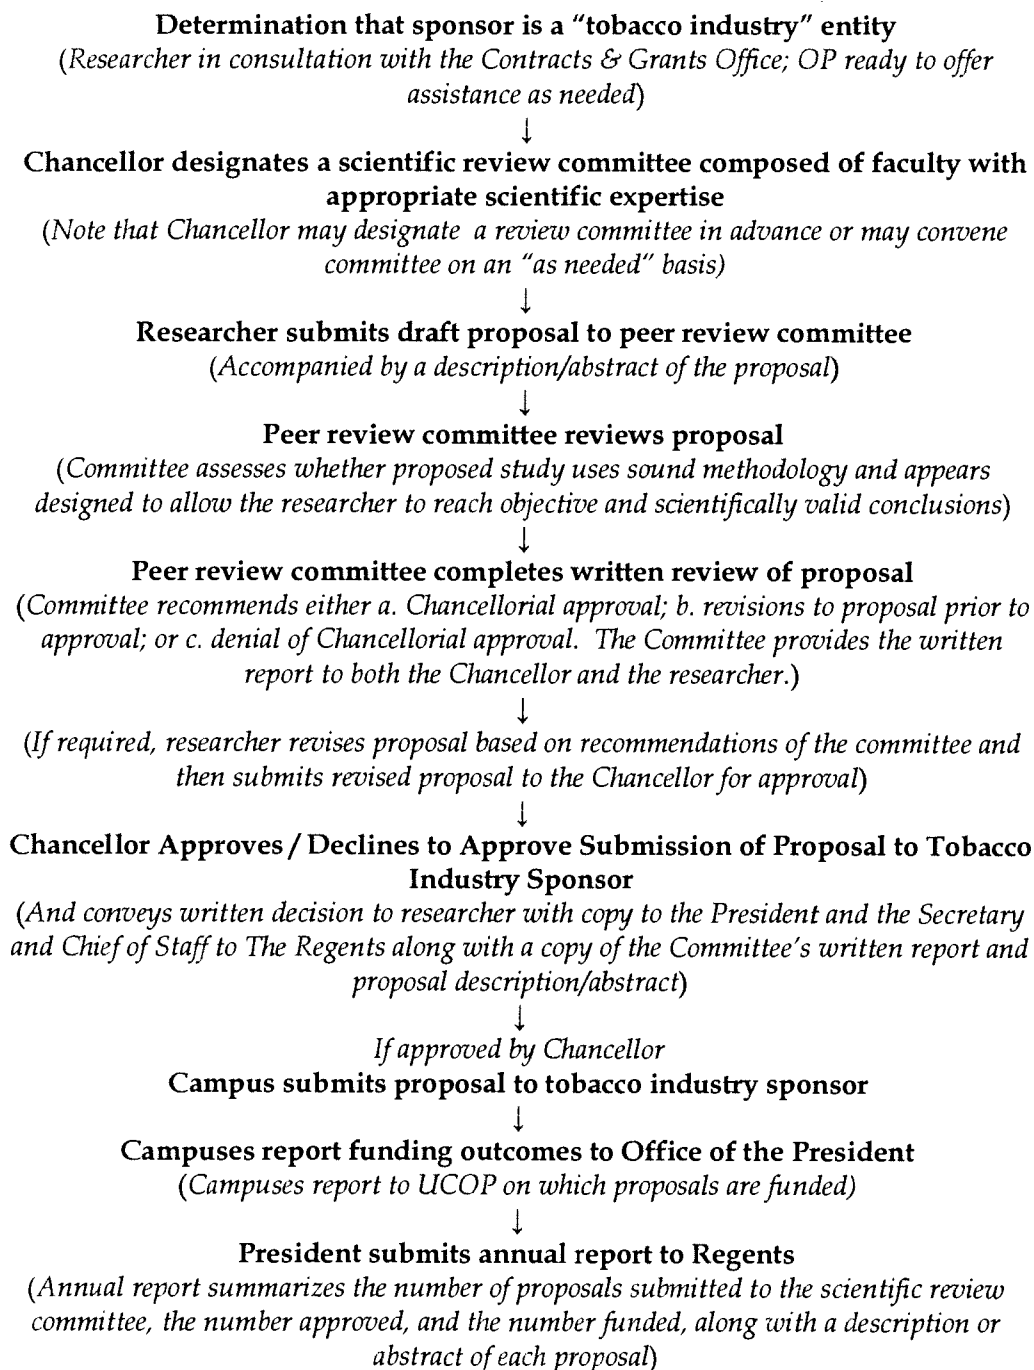 Determination that sponsor is a “tobacco industry” entity
(Researcher in consultation with the Contracts & Grants Office; OP ready to offer
assistance as needed)
↓
Chancellor designates a scientific review committee composed of faculty with
appropriate scientific expertise
(Note that Chancellor may designate a review committee in advance or may convene
committee on an “as needed” basis)
↓
Researcher submits draft proposal to peer review committee
(Accompanied by a description/abstract of the proposal)
↓
Peer review committee reviews proposal
(Committee assesses whether proposed study uses sound methodology and appears
designed to allow the researcher to reach objective and scientifically valid conclusions)
↓
Peer review committee completes written review of proposal
(Committee recommends either a. Chancellorial approval; b. revisions to proposal prior to
approval; or c. denial of Chancellorial approval. The Committee provides the written
report to both the Chancellor and the researcher.)
↓
(If required, researcher revises proposal based on recommendations of the committee and
then submits revised proposal to the Chancellor for approval)
↓
Chancellor Approves / Declines to Approve Submission of Proposal to Tobacco
Industry Sponsor
(And conveys written decision to researcher with copy to the President and the Secretary
and Chief of Staff to The Regents along with a copy of the Committee’s written report and
proposal description/abstract)
↓
If approved by Chancellor
Campus submits proposal to tobacco industry sponsor
↓
Campuses report funding outcomes to Office of the President
(Campuses report to UCOP on which proposals are funded)
↓
President submits annual report to Regents
(Annual report summarizes the number of proposals submitted to the scientific review
committee, the number approved, and the number funded, along with a description or
abstract of each proposal)